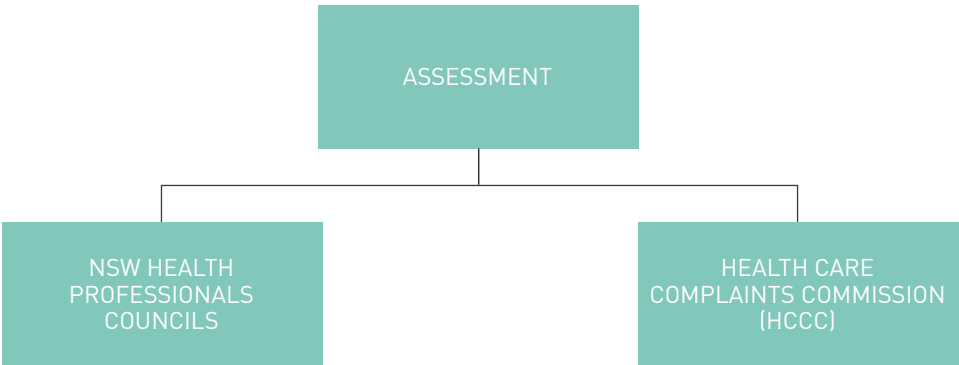 ASSESSMENT
NSW HEALTH
PROFESSIONALS
COUNCILS
HEALTH CARE
COMPLAINTS COMMISSION
(HCCC)